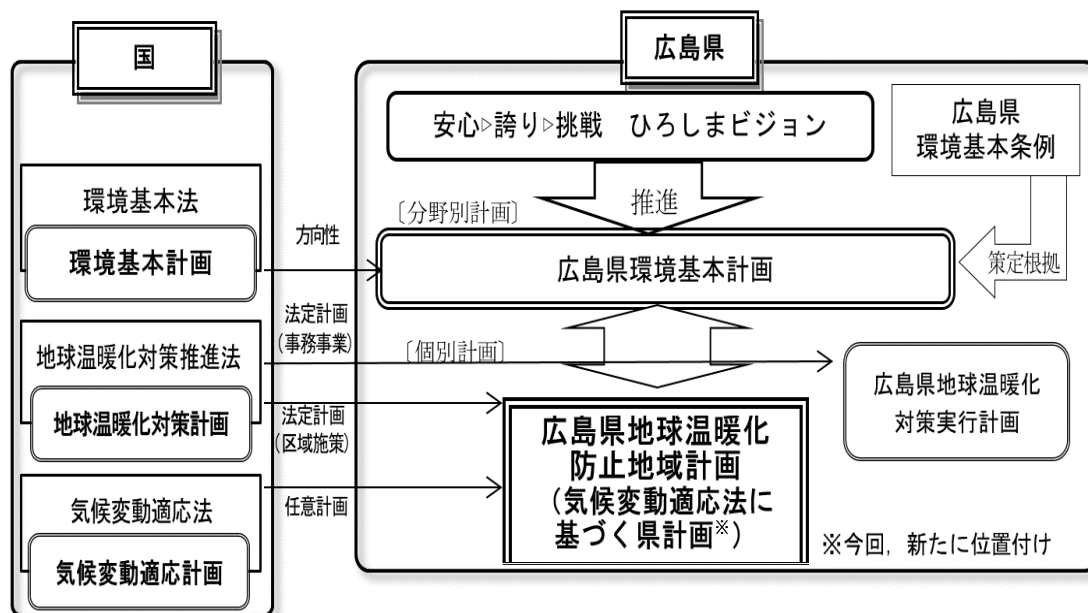 国
広島県
安心▷誇り▷挑戦　ひろしまビジョン
広島県
環境基本条例
推進
〔分野別計画〕
策定根拠
環境基本法
環境基本計画
方向性
広島県環境基本計画
法定計画
(事務事業)
〔個別計画〕
地球温暖化対策推進法
地球温暖化対策計画
法定計画
(区域施策)
広島県地球温暖化
対策実行計画
広島県地球温暖化
防止地域計画
（気候変動適応法に
基づく県計画※）
気候変動適応法
気候変動適応計画
任意計画
※今回，新たに位置付け